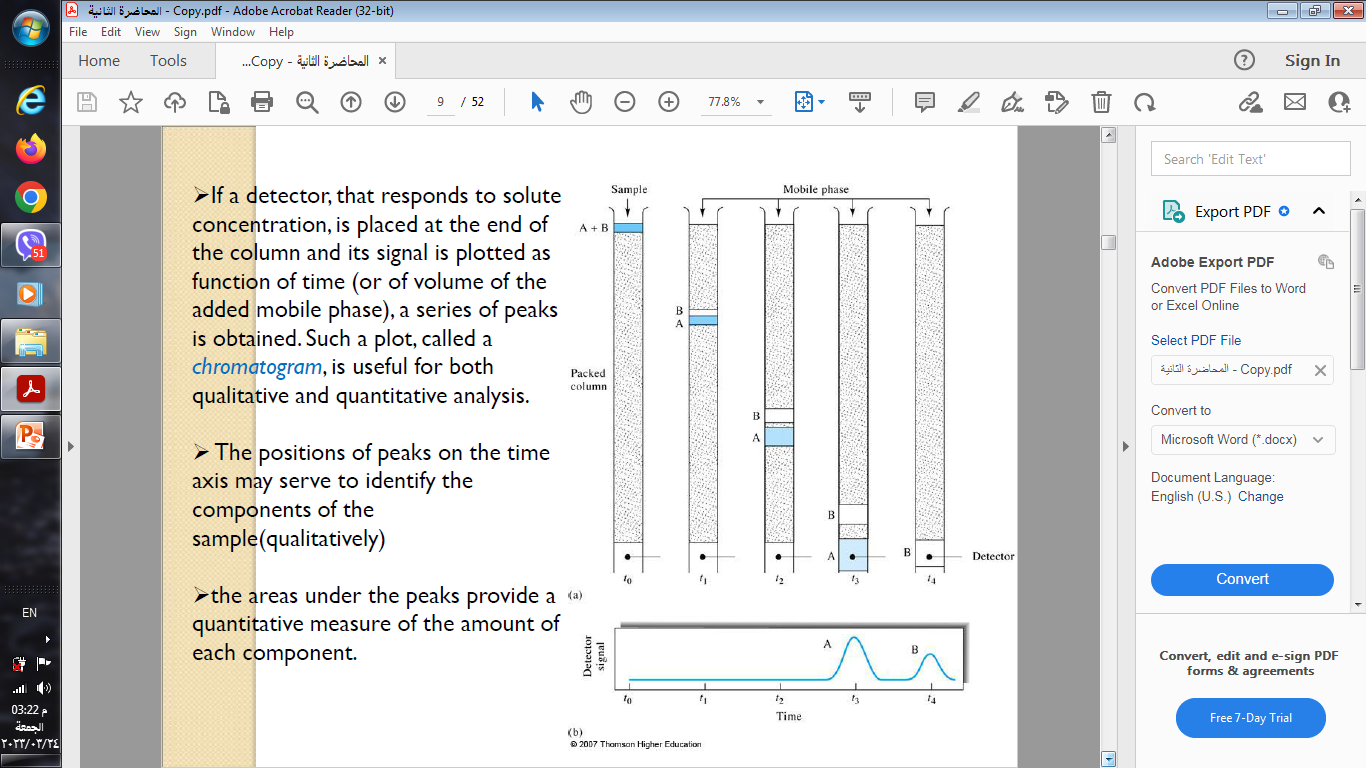 المحاضرة الثانية - Copy.pdf - Adobe Acrobat Reader (32-bit)
File Edit View Sign Window Help
Home Tools
...Copy - المحاضرة الثانية ×
? Sign In
9 / 52
77.8%
➢If a detector, that responds to solute
concentration, is placed at the end of
the column and its signal is plotted as
function of time (or of volume of the
added mobile phase), a series of peaks
is obtained. Such a plot, called a
chromatogram, is useful for both
qualitative and quantitative analysis.
➢ The positions of peaks on the time
axis may serve to identify the
components of the
sample(qualitatively)
➢the areas under the peaks provide a
quantitative measure of the amount of
each component.
Sample
Mobile phase
A + B
B
A
Packed
column
B
A
B
A
B
Detector
t0 t1 t2 t3 t4
(a)
Detector
signal
A
B
t0 t1 t2 t3 t4
Time
(b)
© 2007 Thomson Higher Education
Search 'Edit Text'
Export PDF
Adobe Export PDF
Convert PDF Files to Word
or Excel Online
Select PDF File
المحاضرة الثانية - Copy.pdf
Convert to
Microsoft Word (*.docx)
Document Language:
English (U.S.) Change
Convert
Convert, edit and e-sign PDF
forms & agreements
Free 7-Day Trial
51
EN
03:22 م
الجمعة
٢٠٢٣/٠٣/٢٤